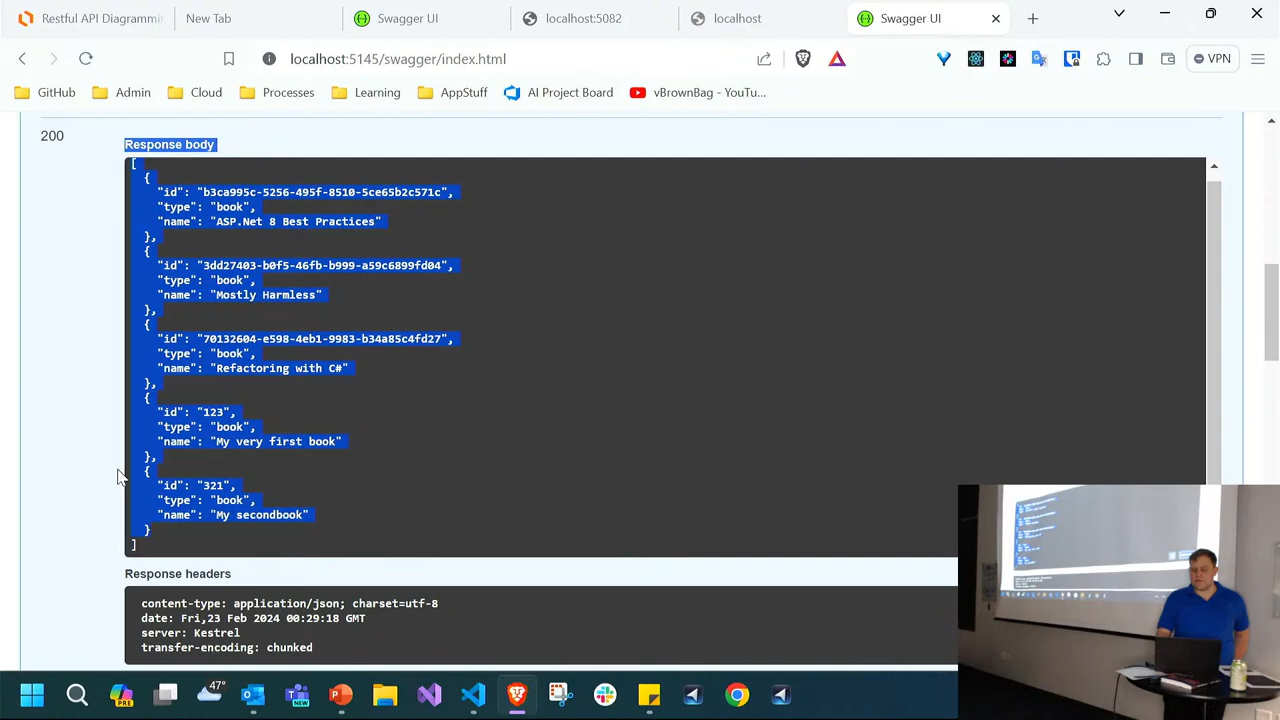 Restful API Diagrammin
New Tab
Swagger UI
localhost:5082
localhost
Swagger UI
localhost:5145/swagger/index.html
VPN
GitHub
Admin
Cloud
Processes
Learning
AppStuff
AI Project Board
vBrownBag - YouTu...
200
Response body
[
{
"id": "b3ca995c-5256-495f-8510-5ce65b2c571c",
"type": "book",
"name": "ASP.Net 8 Best Practices"
},
{
"id": "3dd27403-b0f5-46fb-b999-a59c6899fd04",
"type": "book",
"name": "Mostly Harmless"
},
{
"id": "70132604-e598-4eb1-9983-b34a85c4fd27",
"type": "book",
"name": "Refactoring with C#"
},
{
"id": "123",
"type": "book",
"name": "My very first book"
},
{
"id": "321",
"type": "book",
"name": "My secondbook"
}
]
Response headers
content-type: application/json; charset=utf-8
date: Fri,23 Feb 2024 00:29:18 GMT
server: Kestrel
transfer-encoding: chunked
PRE
47°
NEW